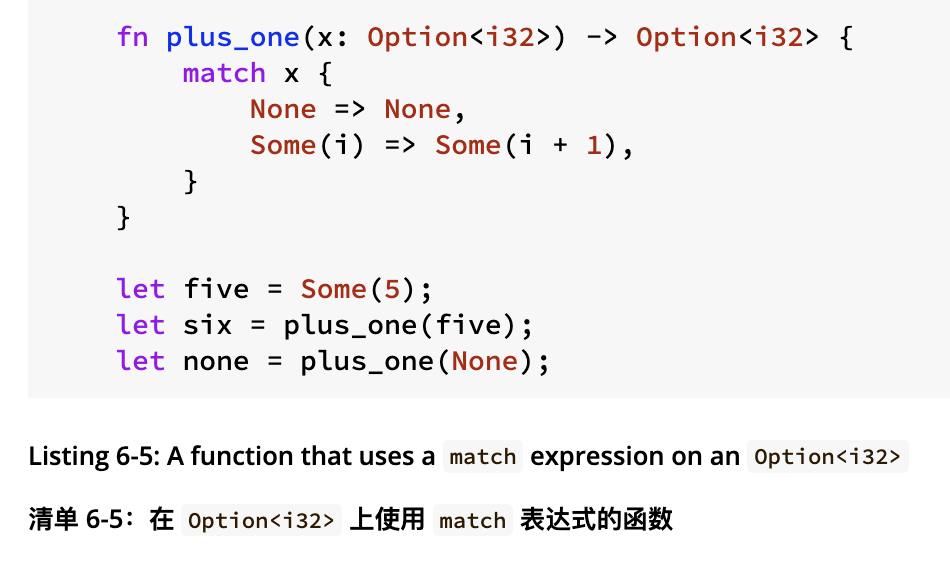 fn plus_one(x: Option<i32>) -> Option<i32> {
    match x {
        None => None,
        Some(i) => Some(i + 1),
    }
}

let five = Some(5);
let six = plus_one(five);
let none = plus_one(None);
Listing 6-5: A function that uses a match expression on an Option<i32>
清单 6-5：在 Option<i32> 上使用 match 表达式的函数